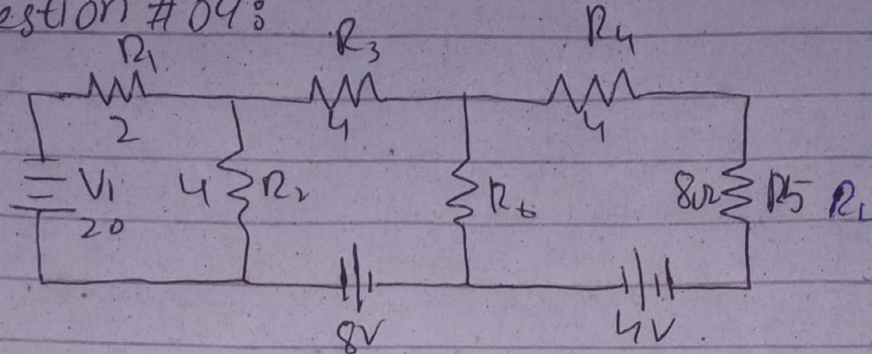 estion #04:
R1 R3 R4
2 4 4
V1 4 R2 R6 8Ω R5 RL
20
8V 4V.